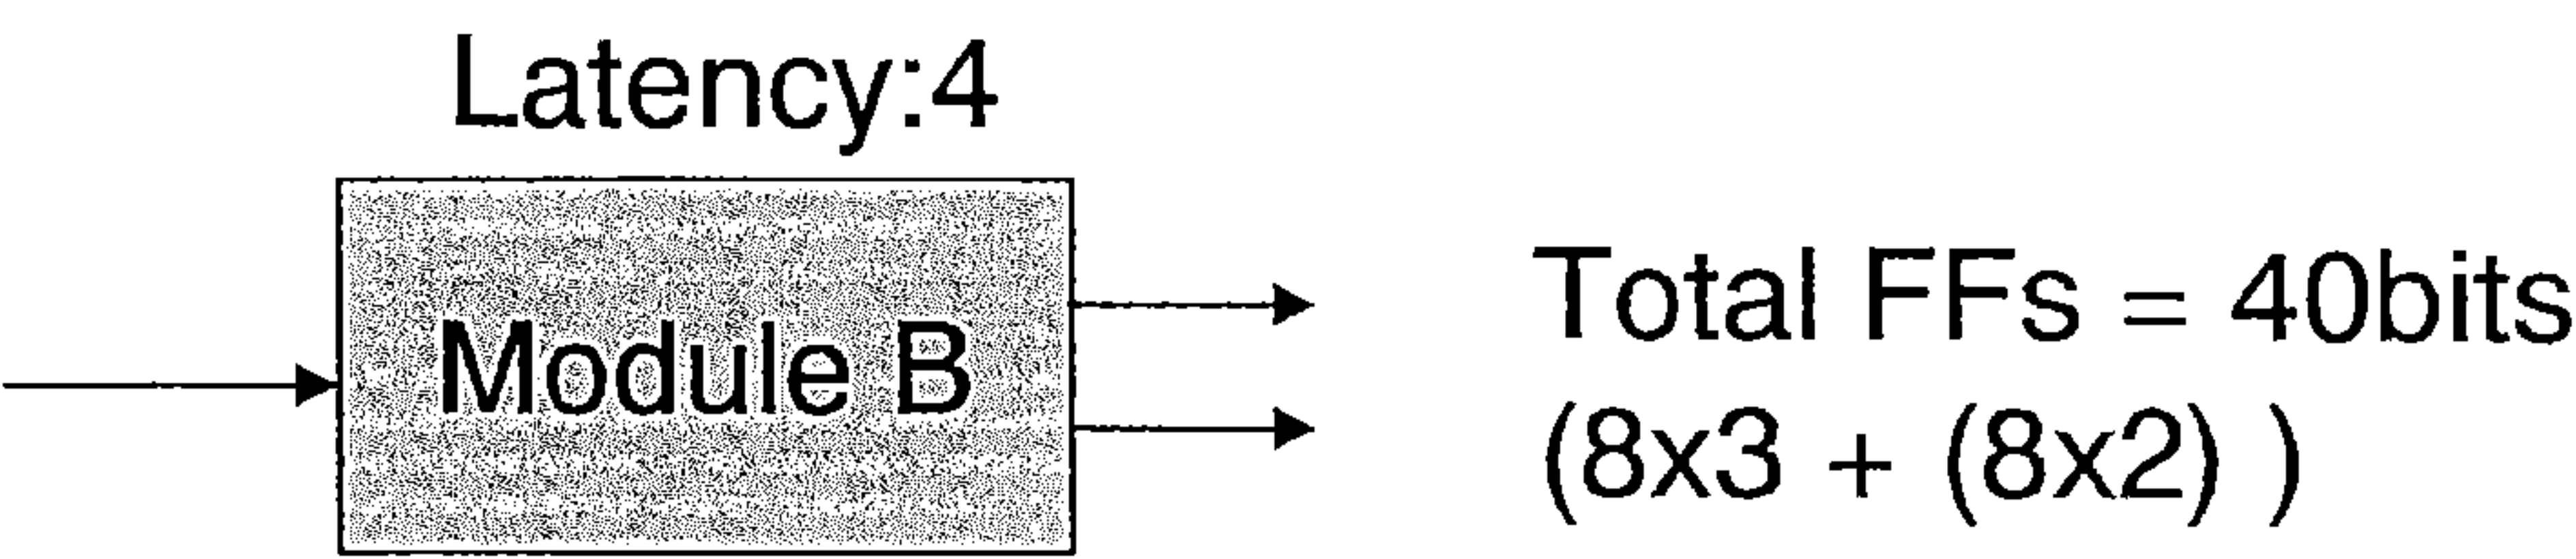 Latency:4
Module B
Total FFs = 40bits
(8x3 + (8x2) )